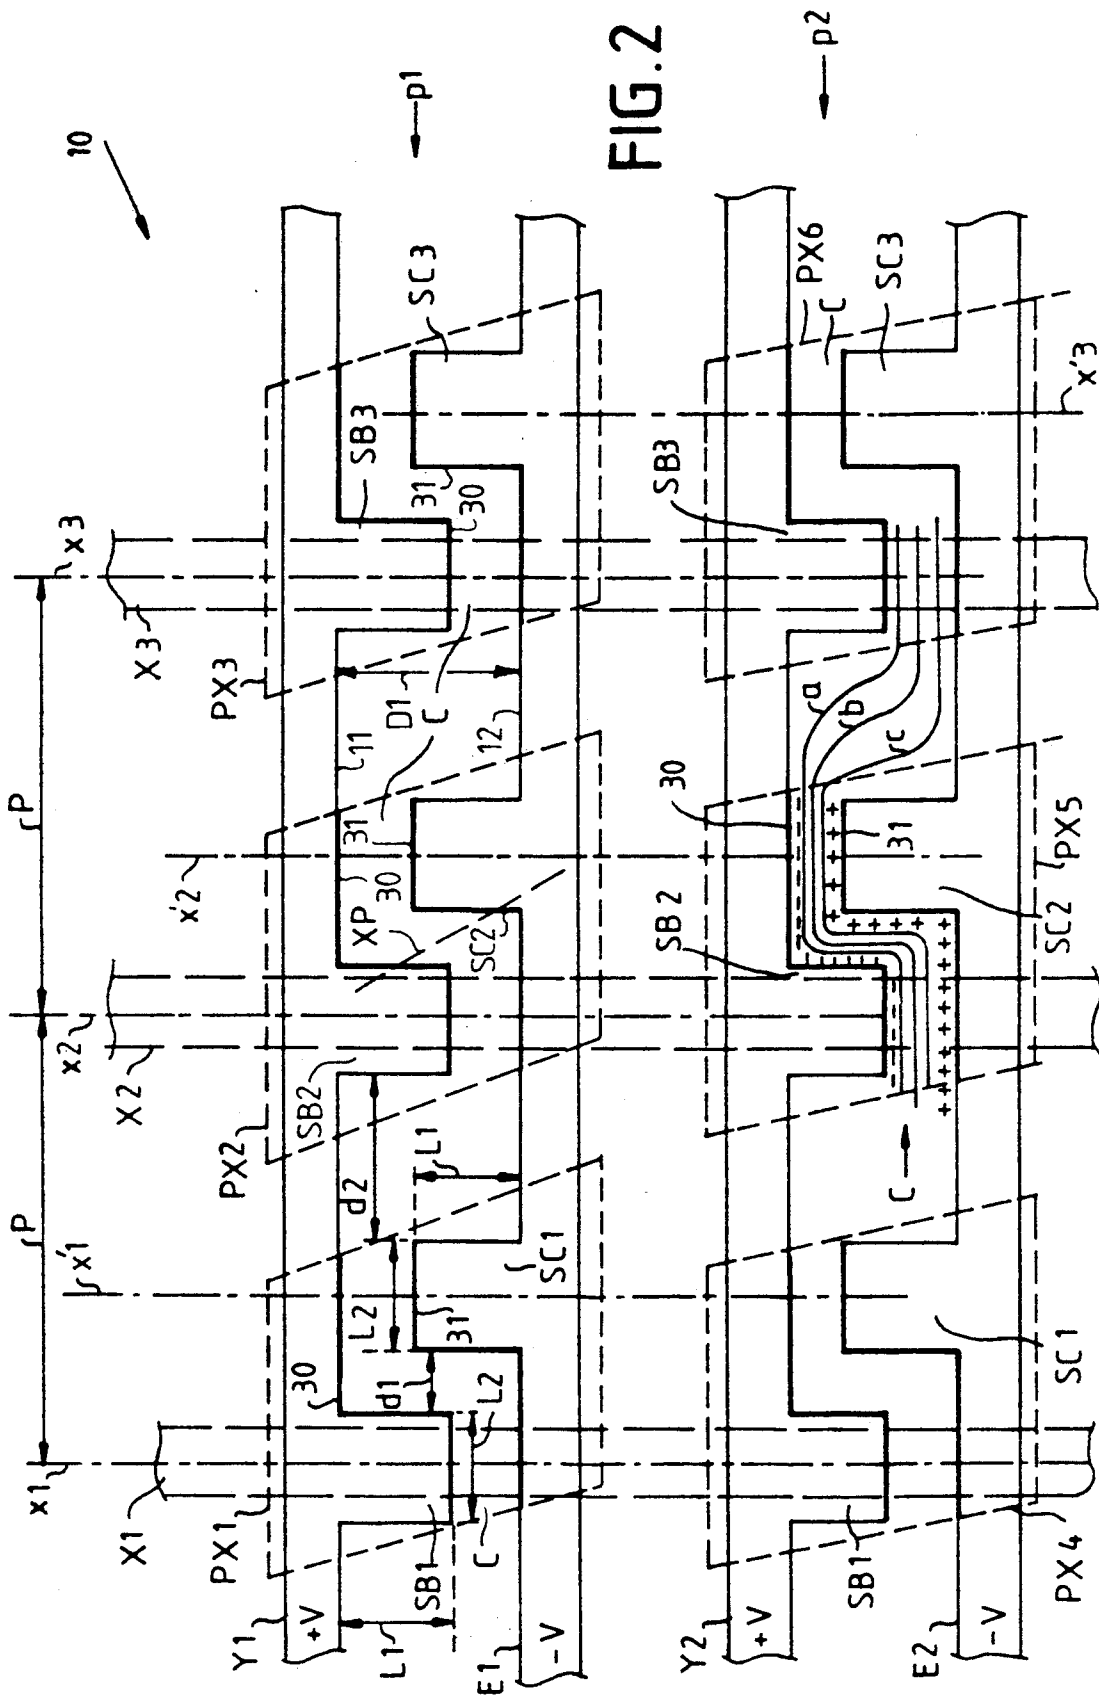 10
FIG.2
p1
p2
P
P
x1
x'1
x2
x'2
x3
x'3
X1
X2
X3
PX1
PX2
PX3
Y1
+V
L1
SB1
C
E1
-V
30
d1
L2
L2
31
SC1
L1
d2
SB2
XP
30
31
SC2
11
D1
C
12
SB3
31
30
SC3
Y2
+V
E2
-V
SB1
PX4
SC1
C
SB2
30
31
SC2
PX5
a
b
c
SB3
PX6
C
SC3